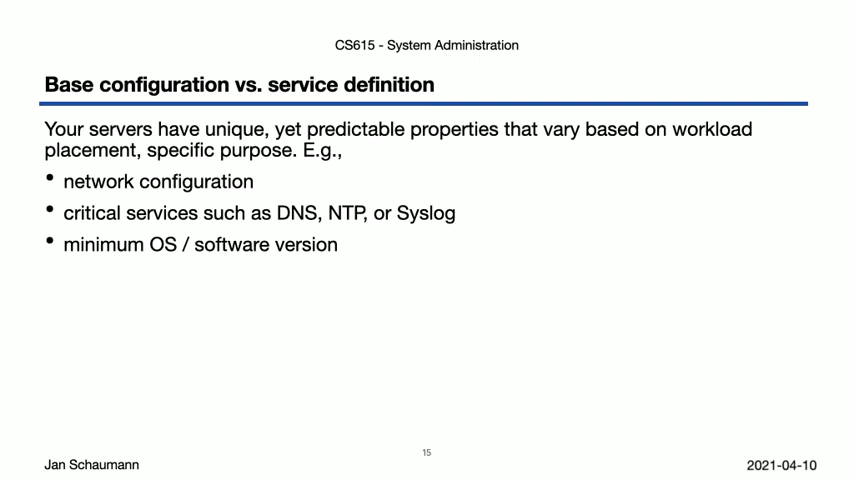 CS615 - System Administration
Base configuration vs. service definition
Your servers have unique, yet predictable properties that vary based on workload
placement, specific purpose. E.g.,
• network configuration
• critical services such as DNS, NTP, or Syslog
• minimum OS / software version
15
Jan Schaumann
2021-04-10